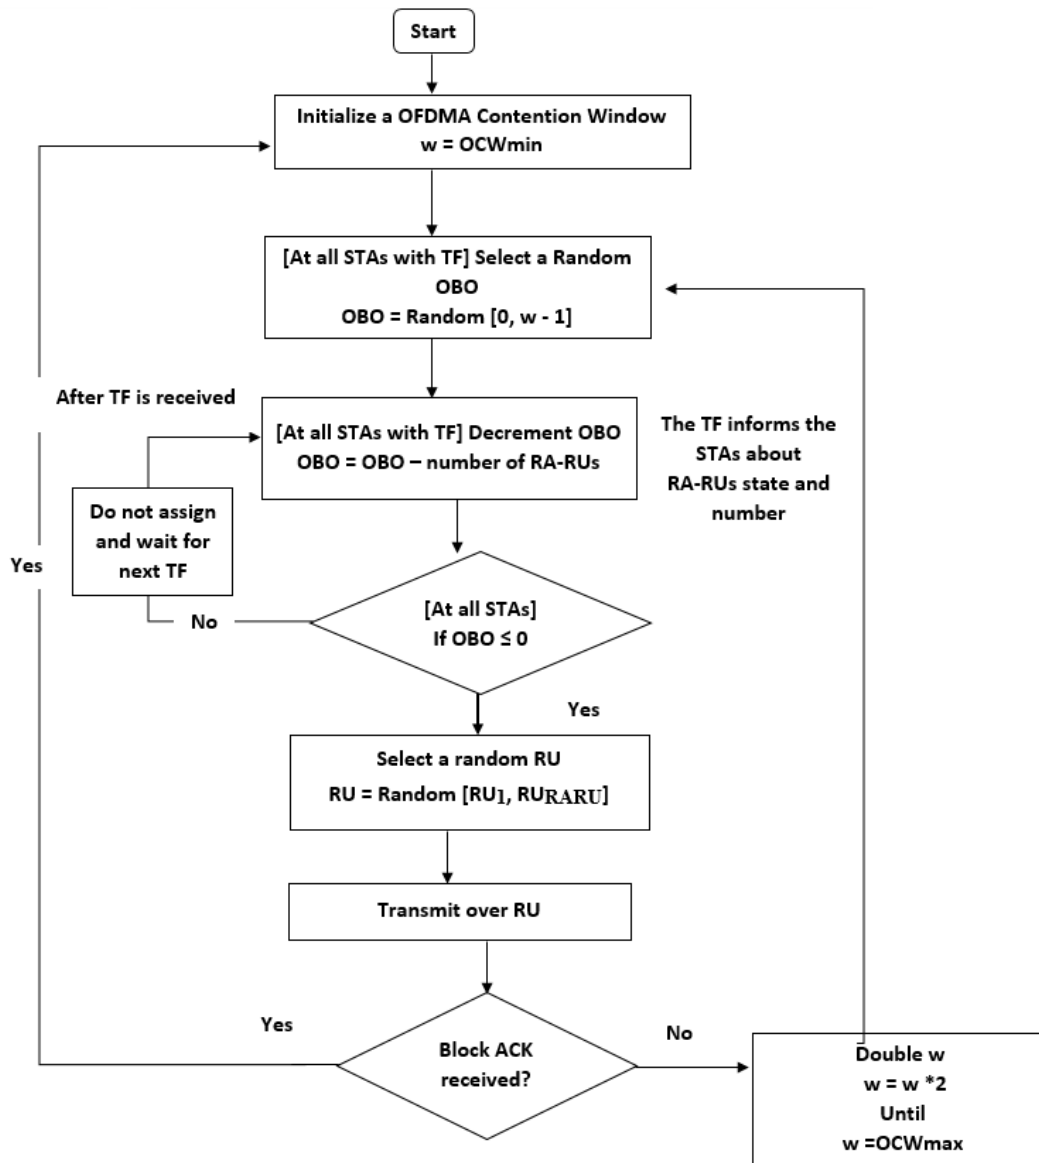 Start
Initialize a OFDMA Contention Window
w = OCWmin
[At all STAs with TF] Select a Random
OBO
OBO = Random [0, w - 1]
After TF is received
[At all STAs with TF] Decrement OBO
OBO = OBO – number of RA-RUs
The TF informs the
STAs about
RA-RUs state and
number
Do not assign
and wait for
next TF
Yes
No
[At all STAs]
If OBO ≤ 0
Yes
Select a random RU
RU = Random [RU1, RURARU]
Transmit over RU
Yes
No
Block ACK
received?
Double w
w = w *2
Until
w =OCWmax